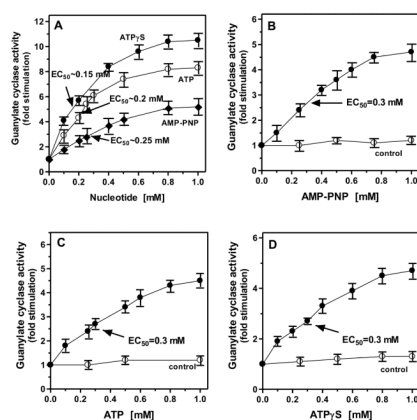 A
ATPγS
ATP
AMP-PNP
EC50~0.15 mM
EC50~0.2 mM
EC50~0.25 mM
Guanylate cyclase activity
(fold stimulation)
12
10
8
6
4
2
0
0.0 0.2 0.4 0.6 0.8 1.0
Nucleotide [mM]
B
EC50=0.3 mM
control
Guanylate cyclase activity
(fold stimulation)
6
5
4
3
2
1
0
0.0 0.2 0.4 0.6 0.8 1.0
AMP-PNP [mM]
C
EC50=0.3 mM
control
Guanylate cyclase activity
(fold stimulation)
6
4
2
1
0
0.0 0.2 0.4 0.6 0.8 1.0
ATP [mM]
D
EC50=0.3 mM
control
Guanylate cyclase activity
(fold stimulation)
6
4
2
1
0
0.0 0.2 0.4 0.6 0.8 1.0
ATPγS [mM]